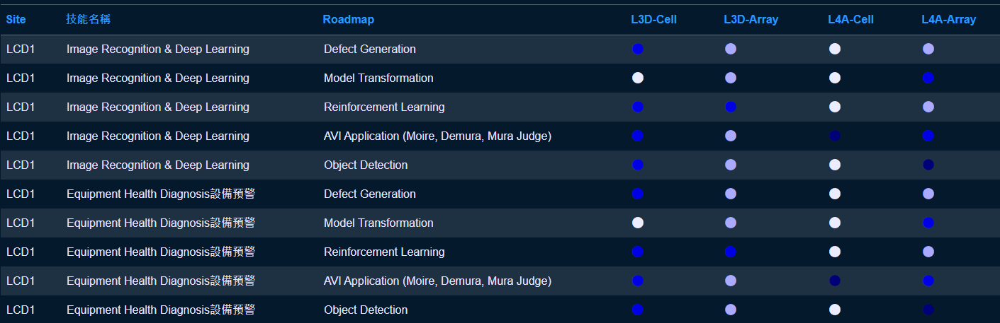 Site 技能名稱 Roadmap L3D-Cell L3D-Array L4A-Cell L4A-Array
LCD1 Image Recognition & Deep Learning Defect Generation
LCD1 Image Recognition & Deep Learning Model Transformation
LCD1 Image Recognition & Deep Learning Reinforcement Learning
LCD1 Image Recognition & Deep Learning AVI Application (Moire, Demura, Mura Judge)
LCD1 Image Recognition & Deep Learning Object Detection
LCD1 Equipment Health Diagnosis設備預警 Defect Generation
LCD1 Equipment Health Diagnosis設備預警 Model Transformation
LCD1 Equipment Health Diagnosis設備預警 Reinforcement Learning
LCD1 Equipment Health Diagnosis設備預警 AVI Application (Moire, Demura, Mura Judge)
LCD1 Equipment Health Diagnosis設備預警 Object Detection